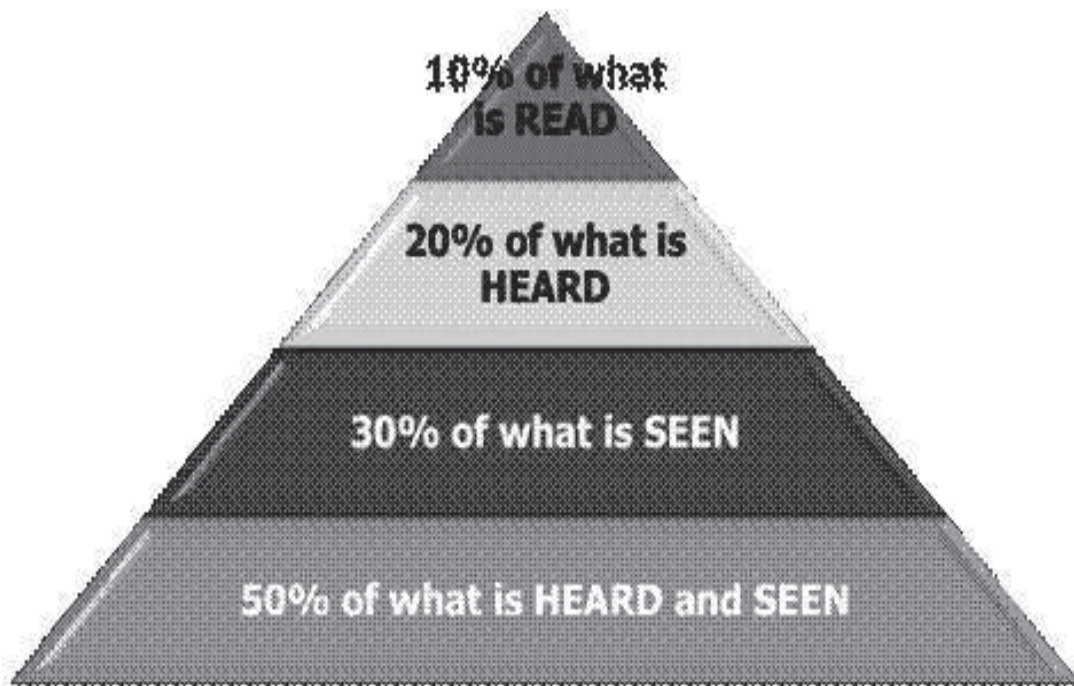 10% of what
is READ
20% of what is
HEARD
30% of what is SEEN
50% of what is HEARD and SEEN